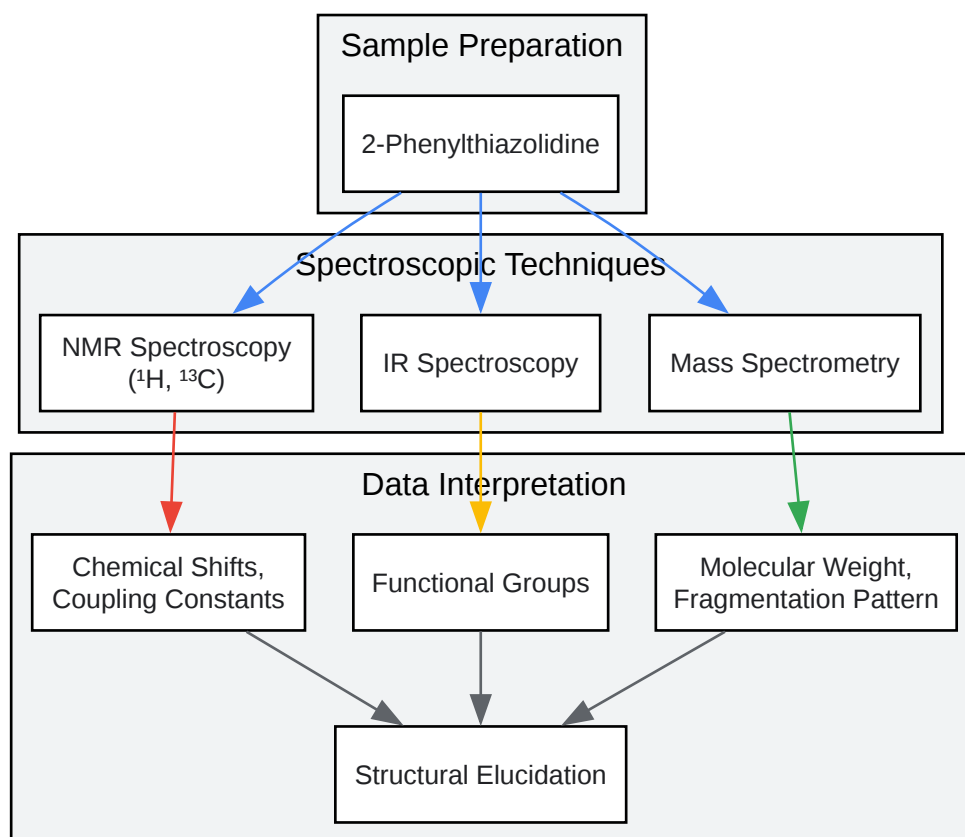 Sample Preparation
2-Phenylthiazolidine
Spectroscopic Techniques
NMR Spectroscopy
(¹H, ¹³C)
IR Spectroscopy
Mass Spectrometry
Data Interpretation
Chemical Shifts,
Coupling Constants
Functional Groups
Molecular Weight,
Fragmentation Pattern
Structural Elucidation